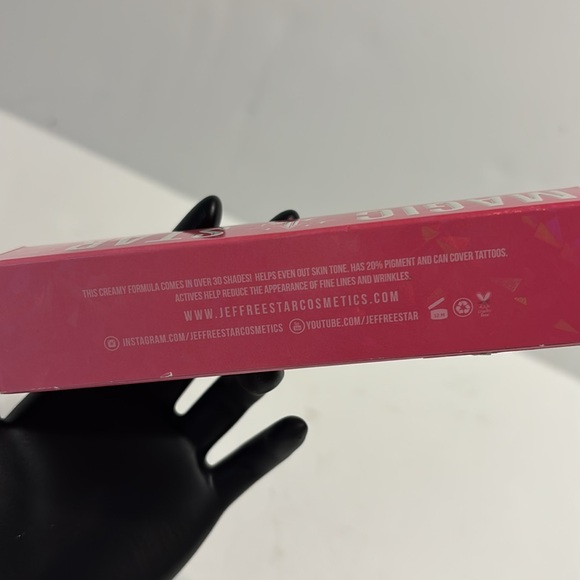 MAGIC
STAR
THIS CREAMY FORMULA COMES IN OVER 30 SHADES! HELPS EVEN OUT SKIN TONE. HAS 20% PIGMENT AND CAN COVER TATTOOS.
ACTIVES HELP REDUCE THE APPEARANCE OF FINE LINES AND WRINKLES.
WWW.JEFFREESTARCOSMETICS.COM
INSTAGRAM.COM/JEFFREESTARCOSMETICS YOUTUBE.COM/JEFFREESTAR